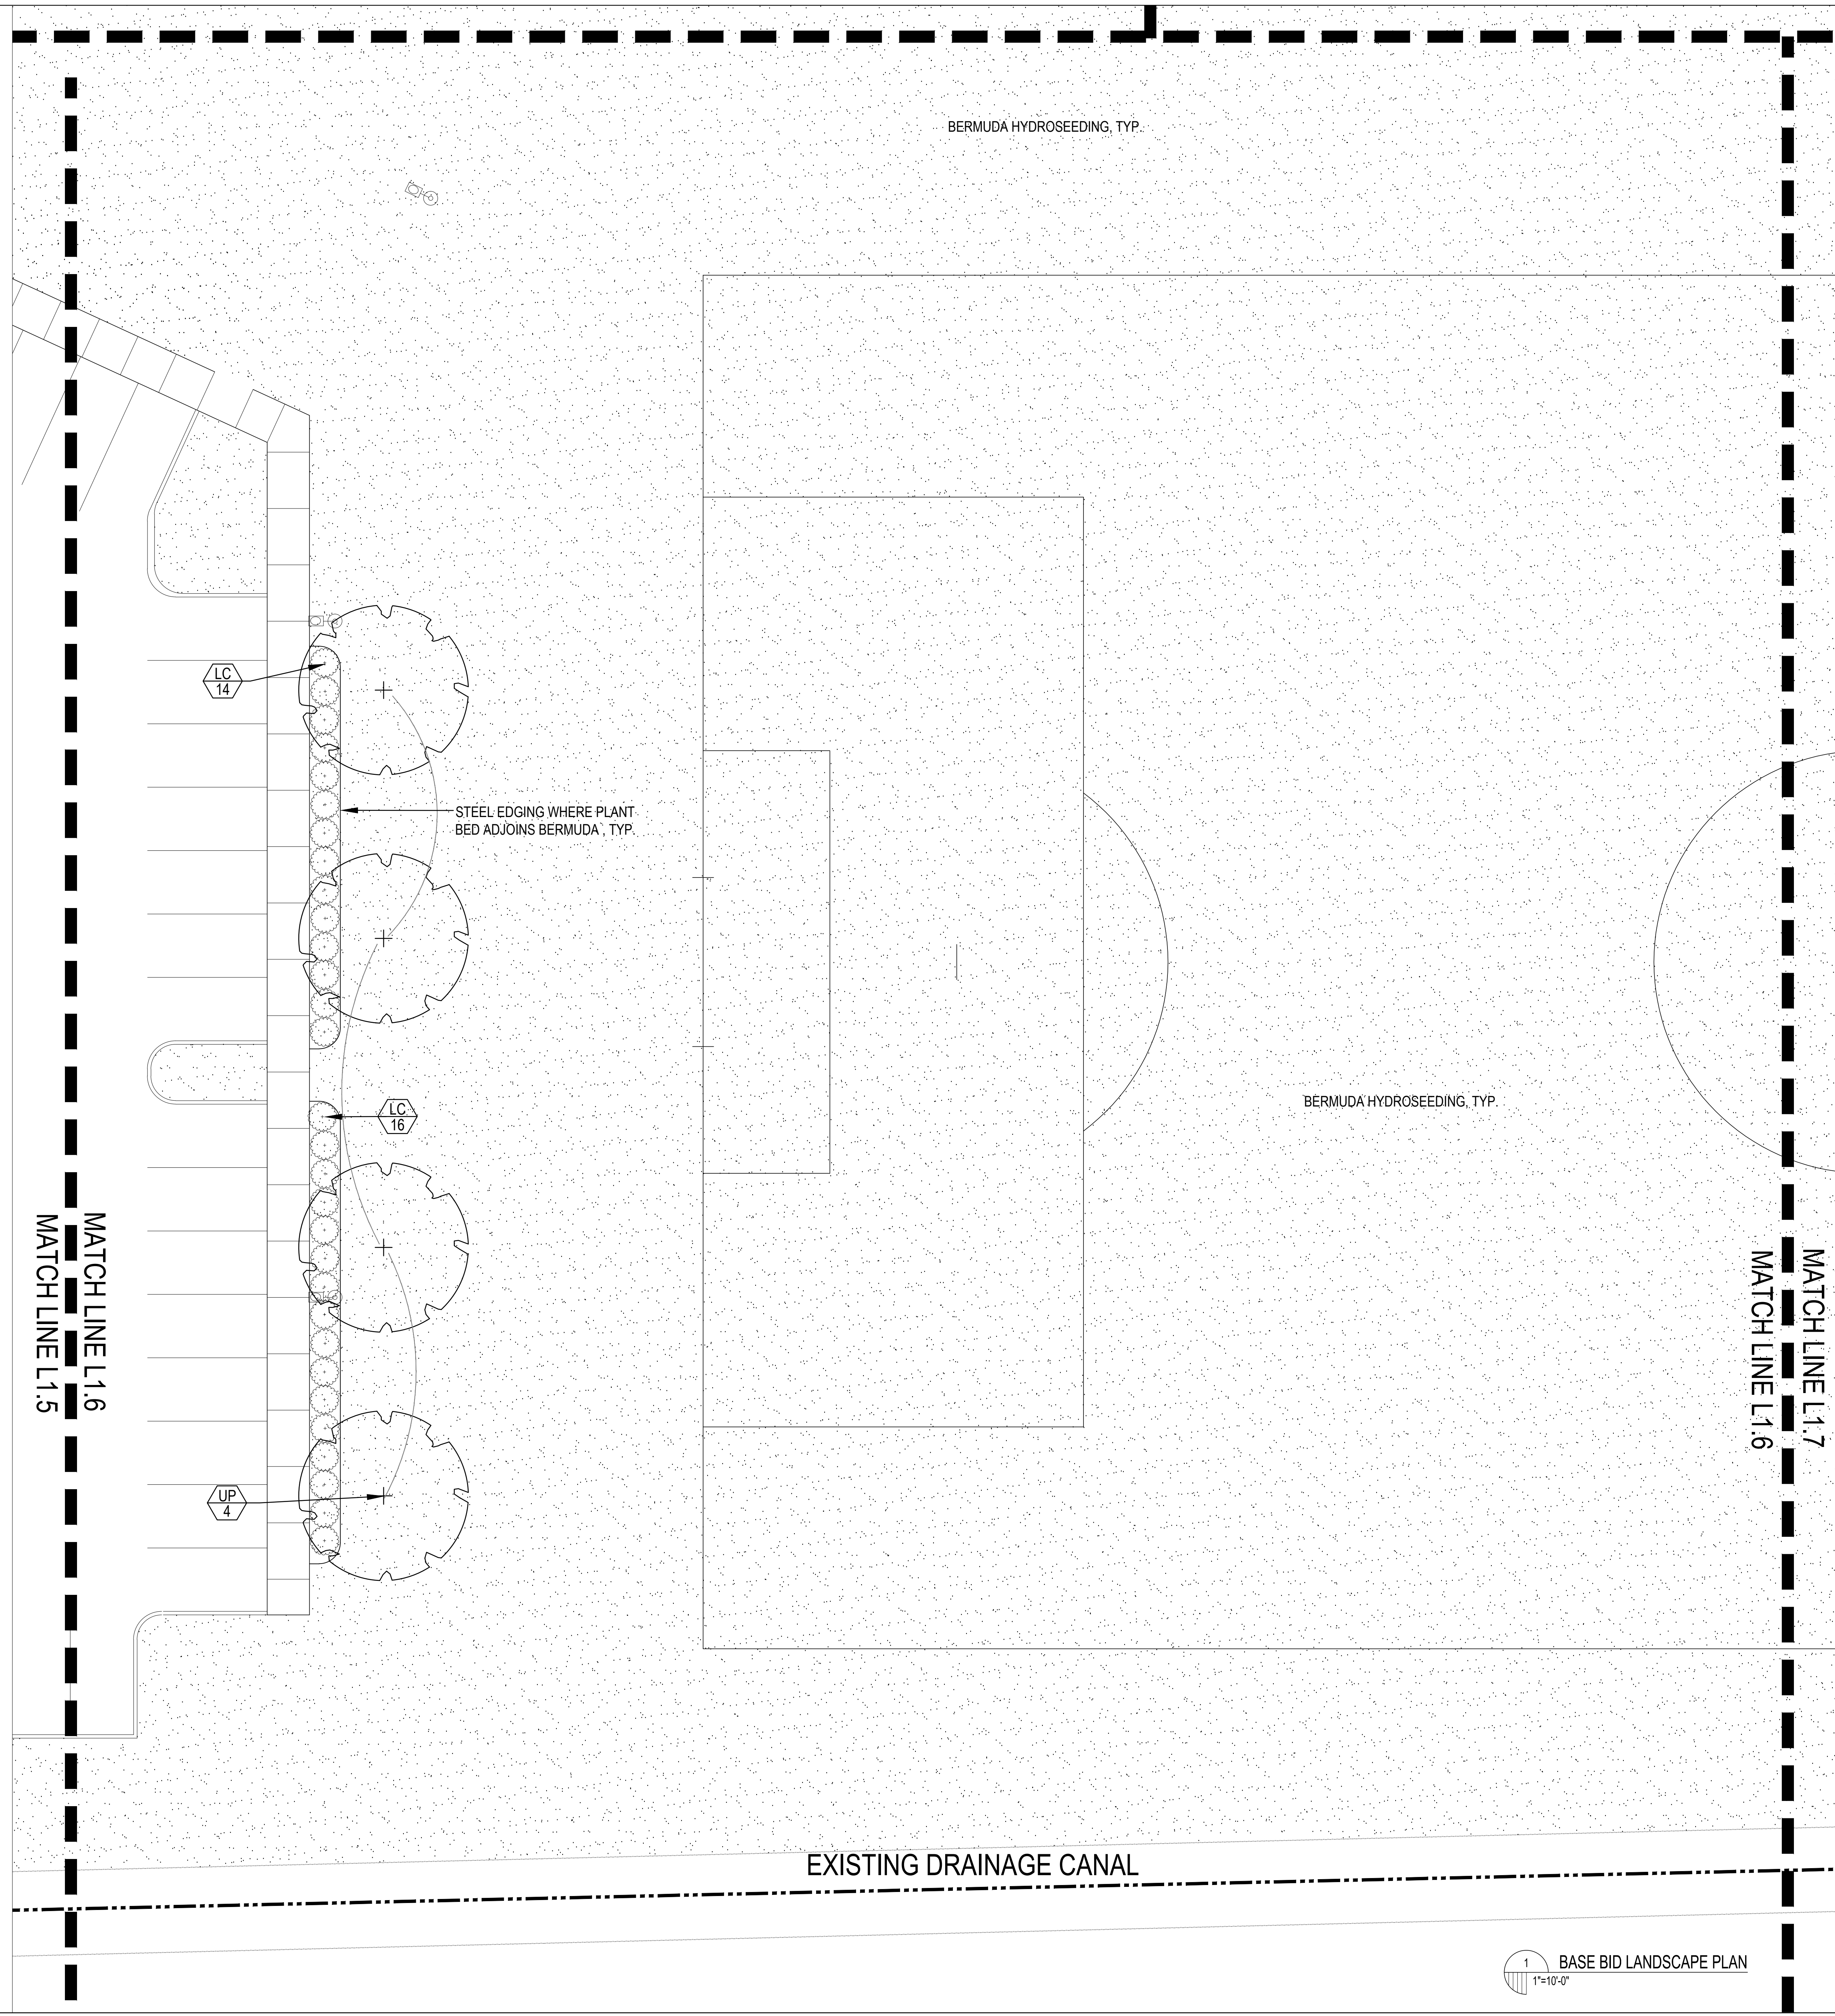 BERMUDA HYDROSEEDING, TYP.
LC
14
STEEL EDGING WHERE PLANT
BED ADJOINS BERMUDA , TYP.
LC
16
BERMUDA HYDROSEEDING, TYP.
MATCH LINE L1.5
MATCH LINE L1.6
MATCH LINE L1.6
MATCH LINE L1.7
UP
4
EXISTING DRAINAGE CANAL
1
BASE BID LANDSCAPE PLAN
1"=10'-0"